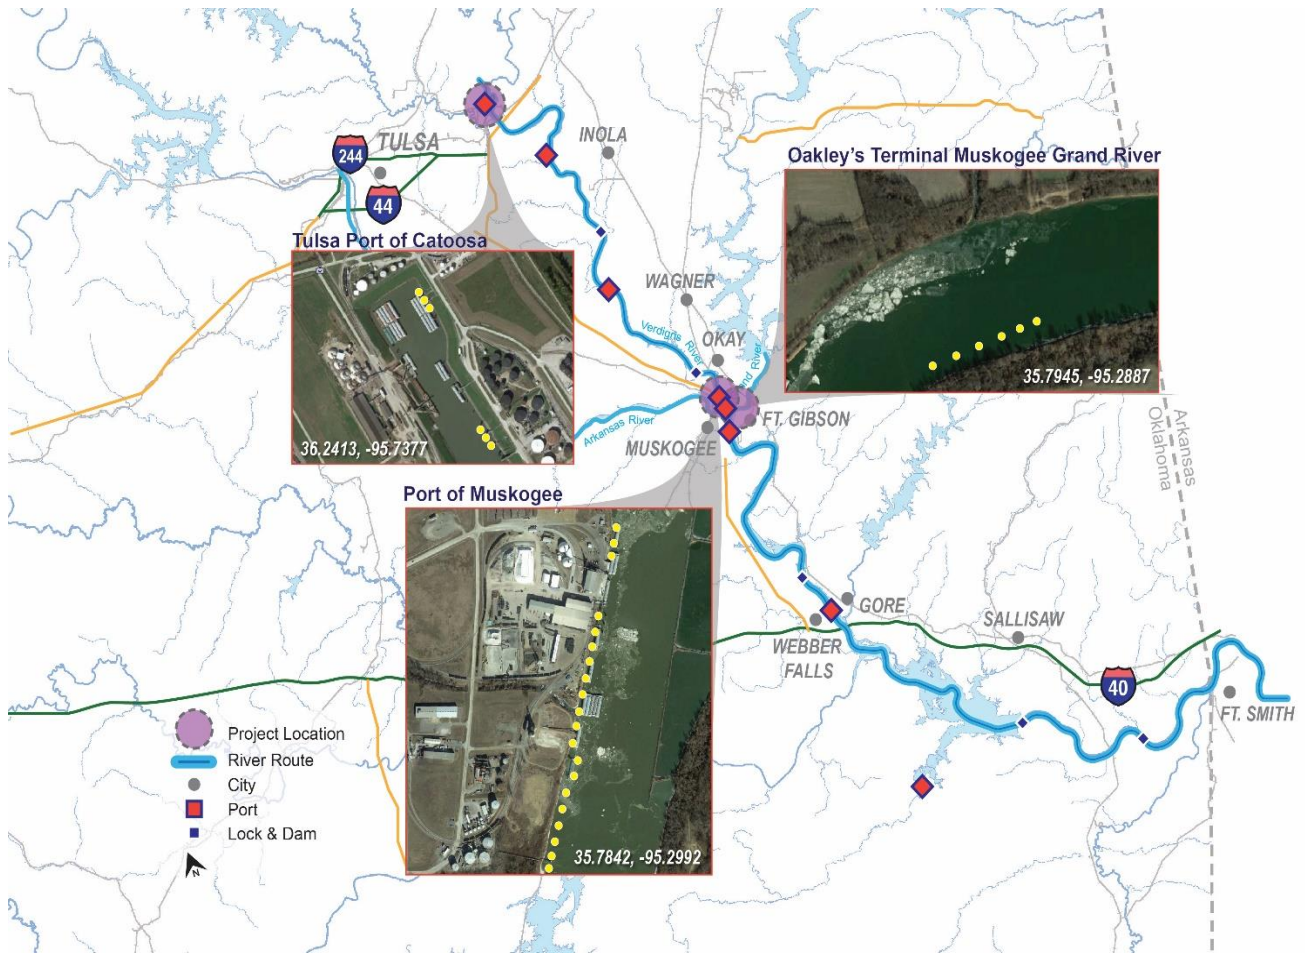 INOLA
TULSA
244
44
Oakley's Terminal Muskogee Grand River
Tulsa Port of Catoosa
WAGNER
Verdigris River
OKAY
River
35.7945, -95.2887
Arkansas River
FT. GIBSON
MUSKOGEE
Arkansas
Oklahoma
36.2413, -95.7377
Port of Muskogee
GORE
SALLISAW
WEBBER
FALLS
40
FT. SMITH
35.7842, -95.2992
Project Location
River Route
City
Port
Lock & Dam
N